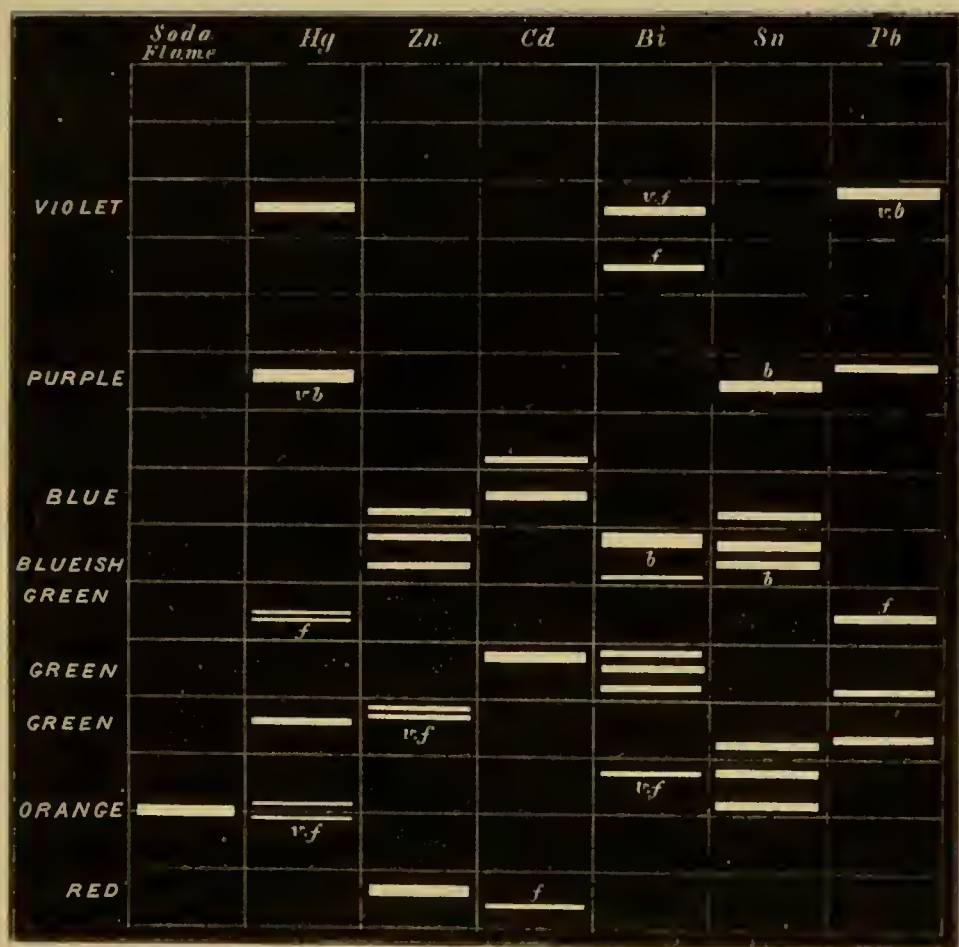 Soda Flame Hg Zn Cd Bi Sn Pb
VIOLET v.f v.b
f
PURPLE v.b b
BLUE
BLUEISH b b
GREEN f f
GREEN
GREEN v.f
ORANGE v.f v.f
RED f